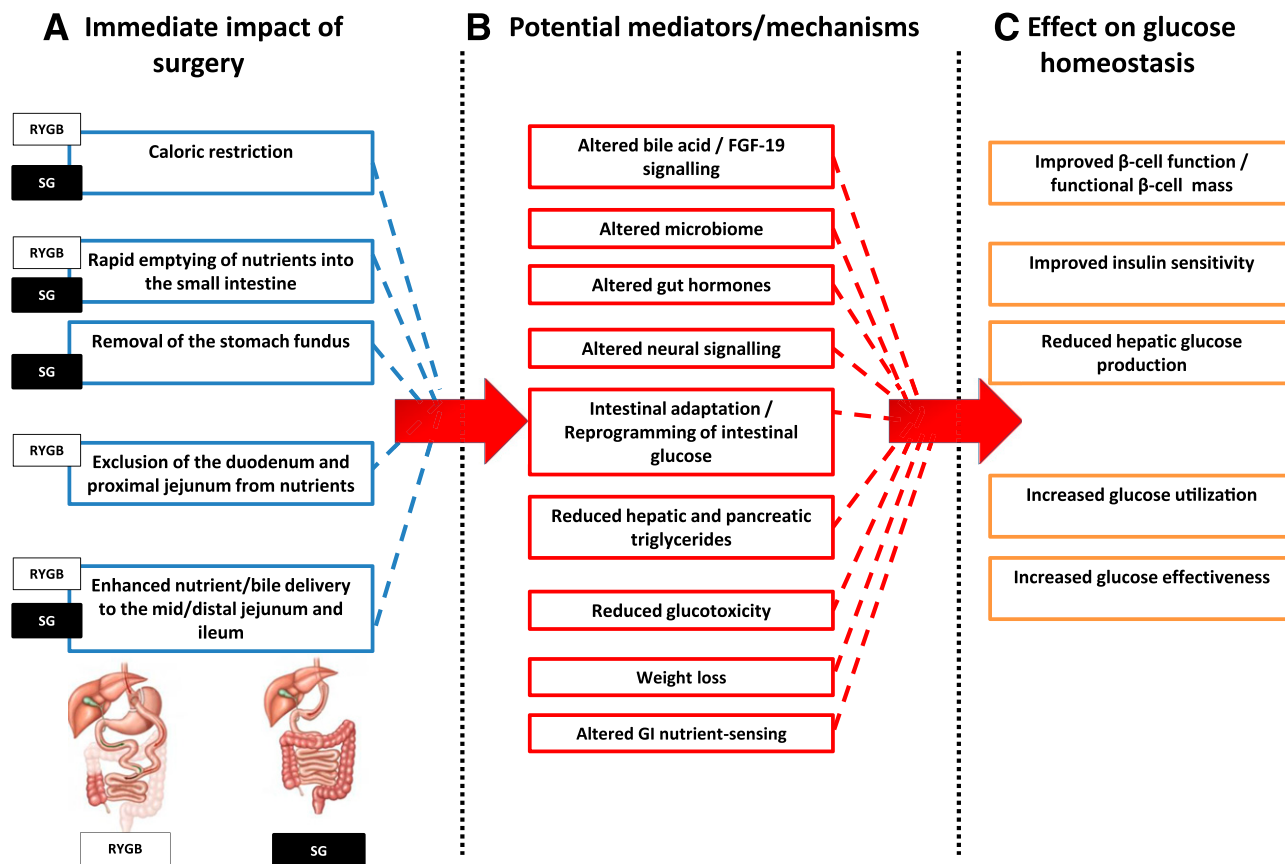 A Immediate impact of
surgery
RYGB
SG
Caloric restriction
RYGB
SG
Rapid emptying of nutrients into
the small intestine
SG
Removal of the stomach fundus
RYGB
Exclusion of the duodenum and
proximal jejunum from nutrients
RYGB
SG
Enhanced nutrient/bile delivery
to the mid/distal jejunum and
ileum
RYGB
SG
B Potential mediators/mechanisms
Altered bile acid / FGF-19
signalling
Altered microbiome
Altered gut hormones
Altered neural signalling
Intestinal adaptation /
Reprogramming of intestinal
glucose
Reduced hepatic and pancreatic
triglycerides
Reduced glucotoxicity
Weight loss
Altered GI nutrient-sensing
C Effect on glucose
homeostasis
Improved β-cell function /
functional β-cell mass
Improved insulin sensitivity
Reduced hepatic glucose
production
Increased glucose utilization
Increased glucose effectiveness